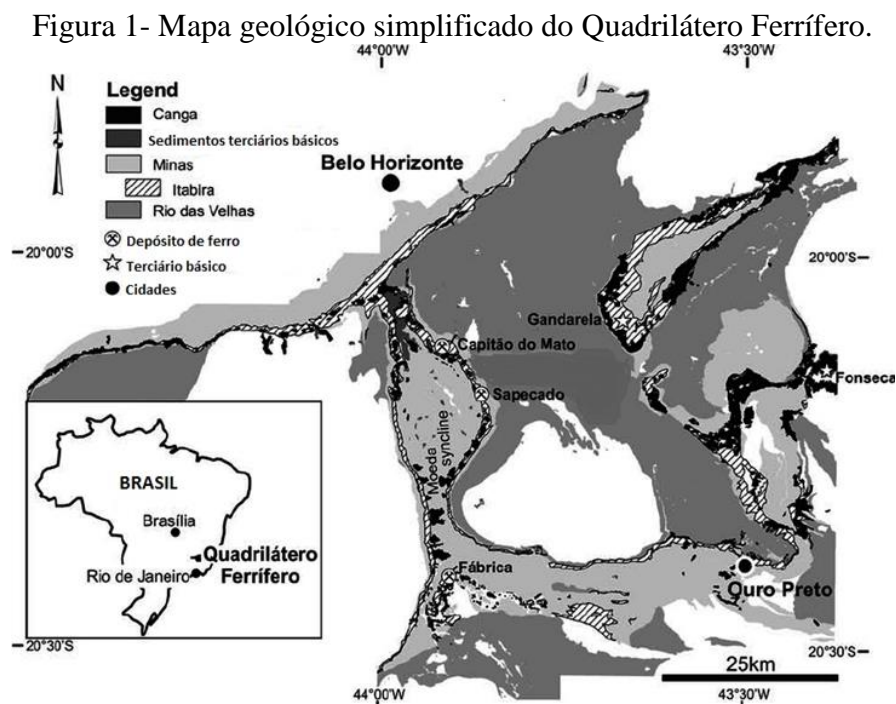 Figura 1- Mapa geológico simplificado do Quadrilátero Ferrífero.
44°00'W
43°30'W
N
Legend
Canga
Sedimentos terciários básicos
Minas
Itabira
Rio das Velhas
Depósito de ferro
Terciário básico
Cidades
Belo Horizonte
20°00'S
20°00'S
Gandarela
Capitão do Mato
Fonseca
Sapecado
Moeda
syncline
BRASIL
Brasília
Quadrilátero
Ferrífero
Rio de Janeiro
Fábrica
Ouro Preto
20°30'S
20°30'S
25km
44°00'W
43°30'W